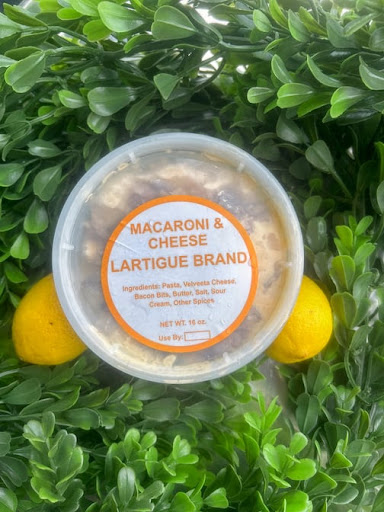 MACARONI &
CHEESE
LARTIGUE BRAND
Ingredients: Pasta, Velveeta Cheese,
Bacon Bits, Butter, Salt, Sour
Cream, Other Spices
NET WT. 16 oz.
Use By: